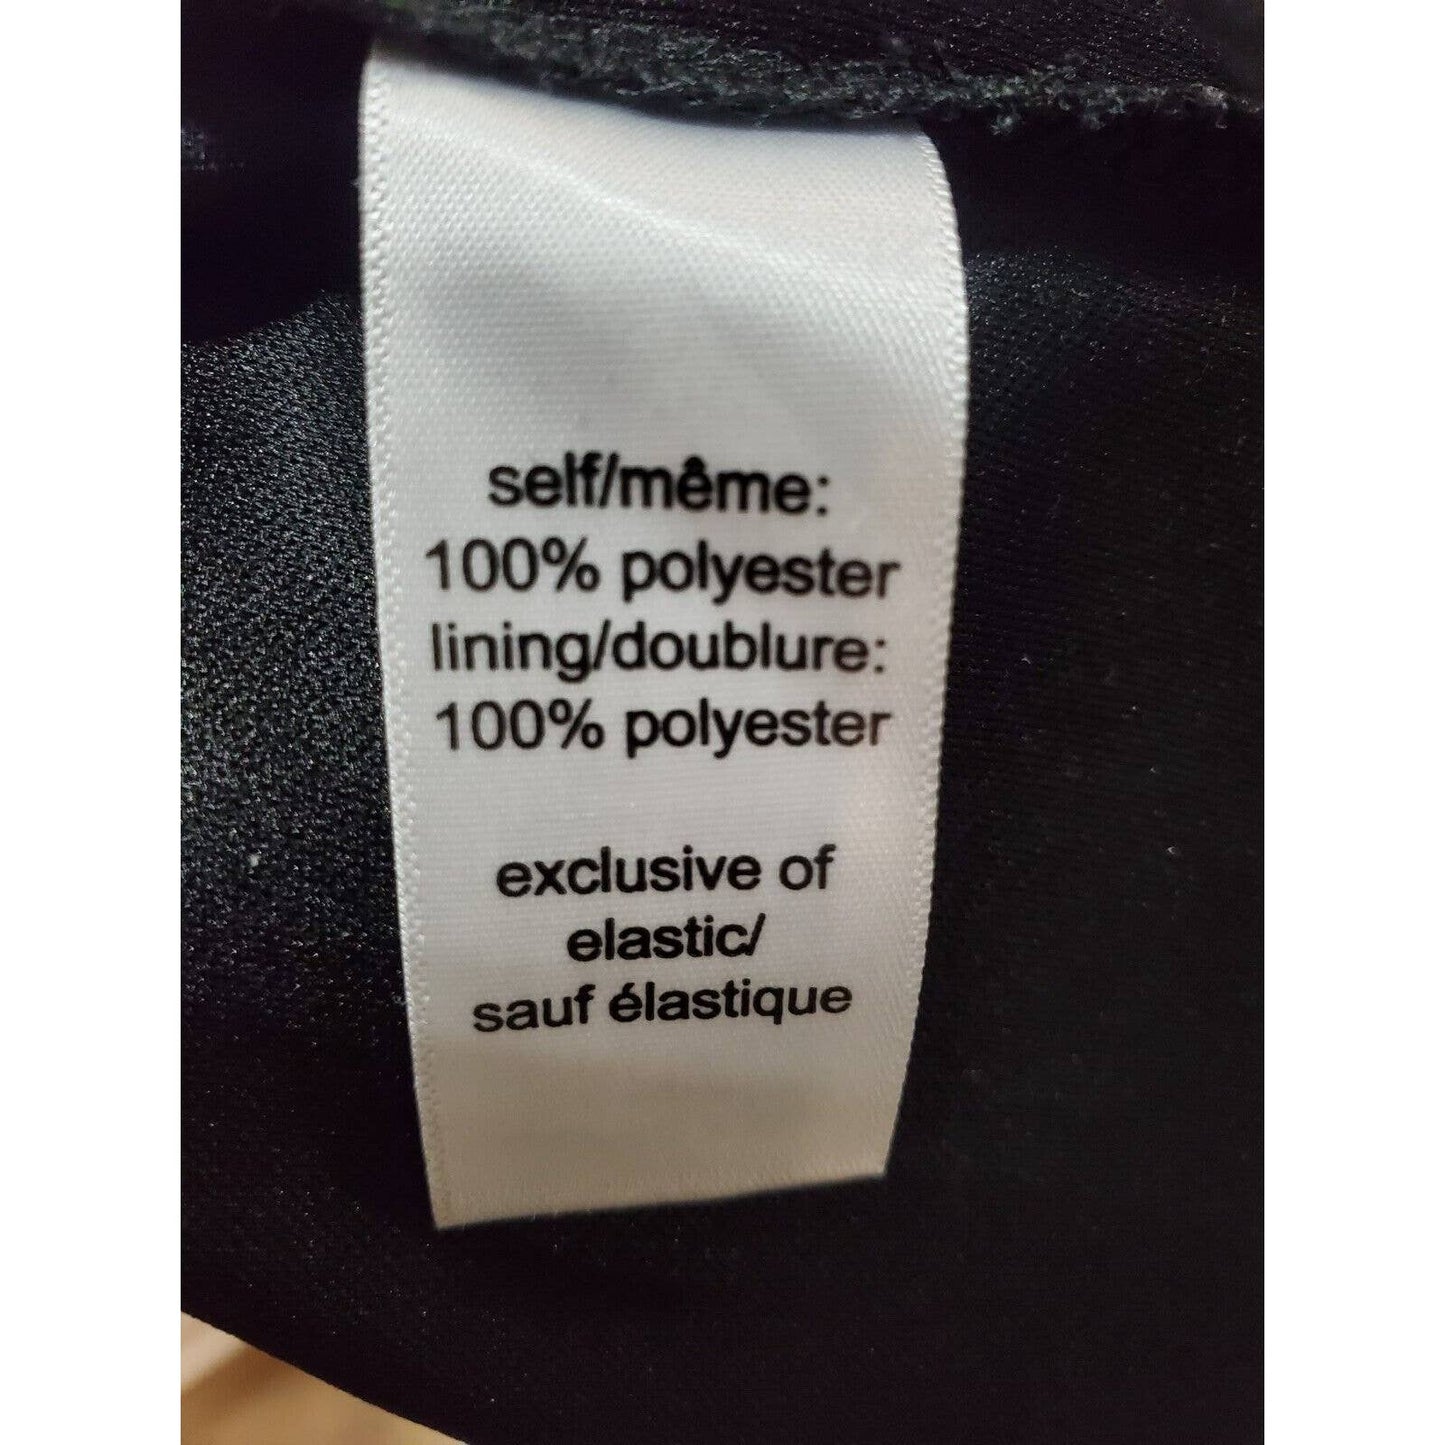 self/même:
100% polyester
lining/doublure:
100% polyester
exclusive of
elastic/
sauf élastique